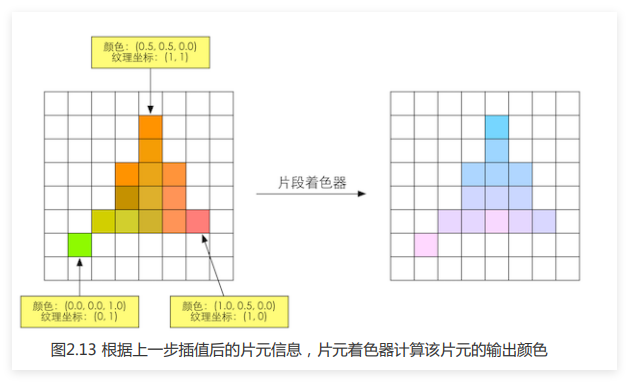 颜色：(0.5, 0.5, 0.0)
纹理坐标：(1, 1)
片段着色器
颜色：(0.0, 0.0, 1.0)
纹理坐标：(0, 1)
颜色：(1.0, 0.5, 0.0)
纹理坐标：(1, 0)
图2.13 根据上一步插值后的片元信息，片元着色器计算该片元的输出颜色